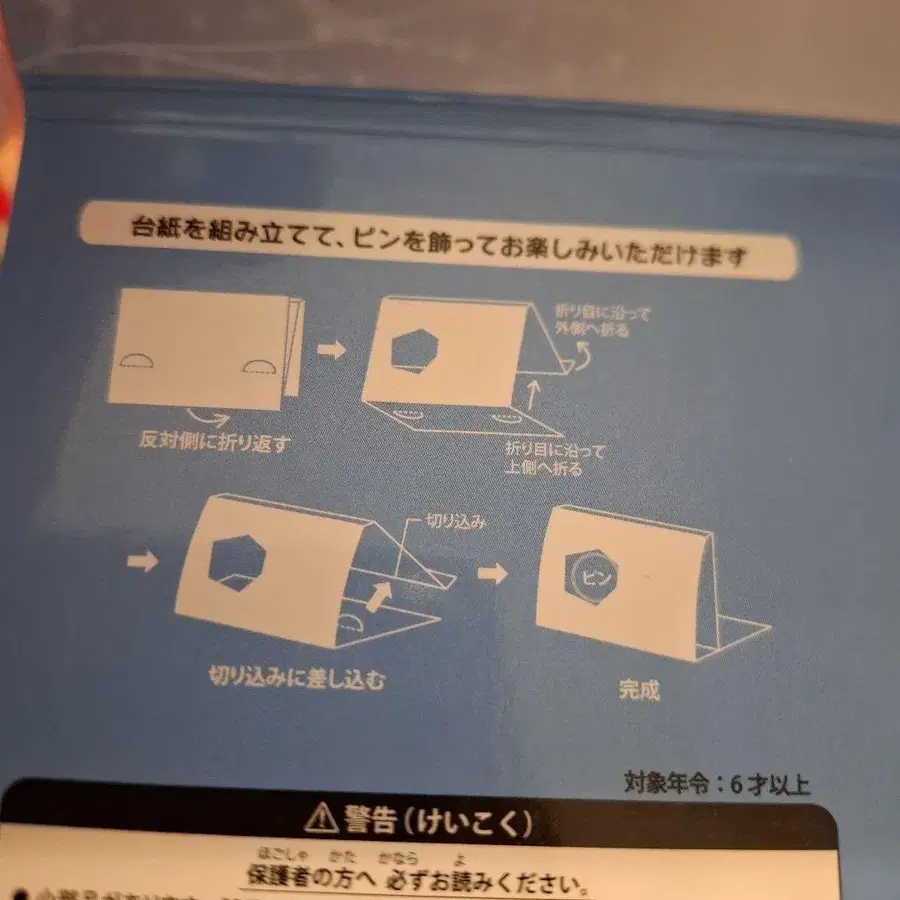 台紙を組み立てて、ピンを飾ってお楽しみいただけます
折り目に沿って
外側へ折る
反対側に折り返す
折り目に沿って
上側へ折る
切り込み
ピン
切り込みに差し込む
完成
対象年令：6才以上
⚠警告(けいこく)
ほごしゃ かた かなら よ
保護者の方へ 必ずお読みください。